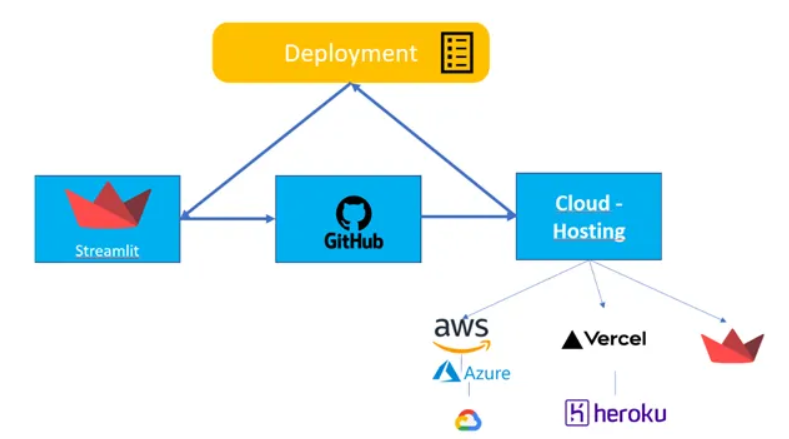 Deployment
Streamlit
GitHub
Cloud -
Hosting
aws
Vercel
Azure
heroku